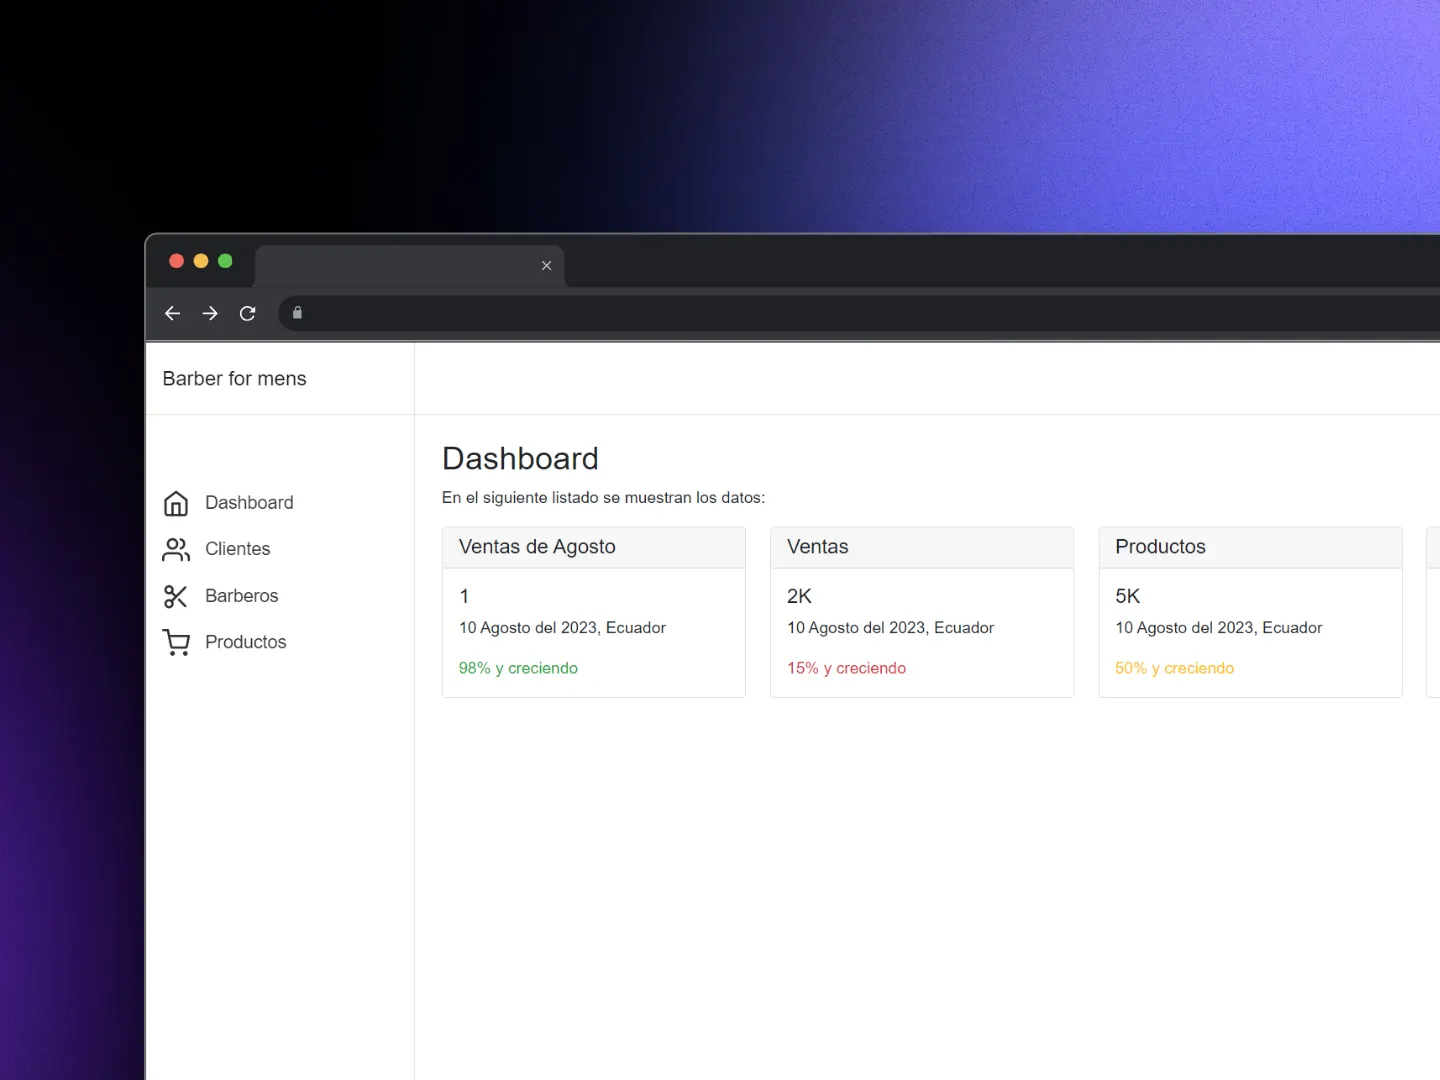 Barber for mens
Dashboard
Clientes
Barberos
Productos
Dashboard
En el siguiente listado se muestran los datos:
Ventas de Agosto
1
10 Agosto del 2023, Ecuador
98% y creciendo
Ventas
2K
10 Agosto del 2023, Ecuador
15% y creciendo
Productos
5K
10 Agosto del 2023, Ecuador
50% y creciendo